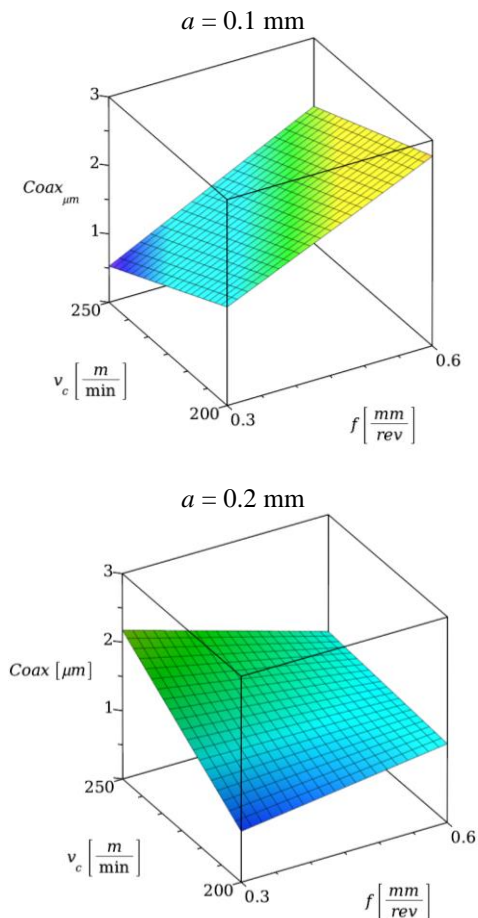 a = 0.1 mm
3
2
Coax μm
1
250
v c [ m/min ]
200
0.3
0.6
f [ mm/rev ]
a = 0.2 mm
3
2
Coax [μm]
1
250
v c [ m/min ]
200
0.3
0.6
f [ mm/rev ]